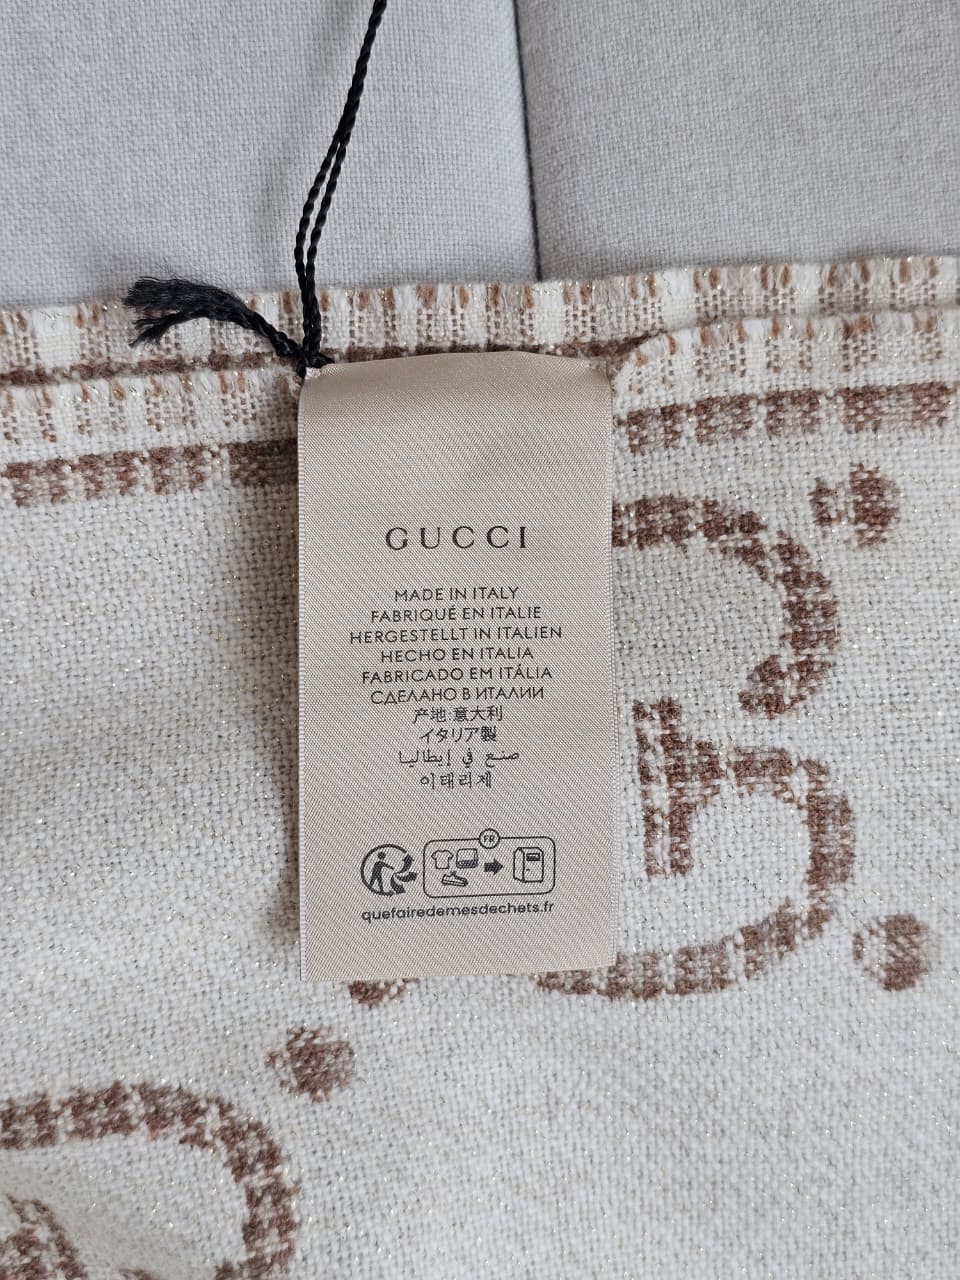 GUCCI
MADE IN ITALY
FABRIQUÉ EN ITALIE
HERGESTELLT IN ITALIEN
HECHO EN ITALIA
FABRICADO EM ITÁLIA
СДЕЛАНО В ИТАЛИИ
产地:意大利
イタリア製
صنع في إيطاليا
이태리제
FR
quefairedemesdechets.fr